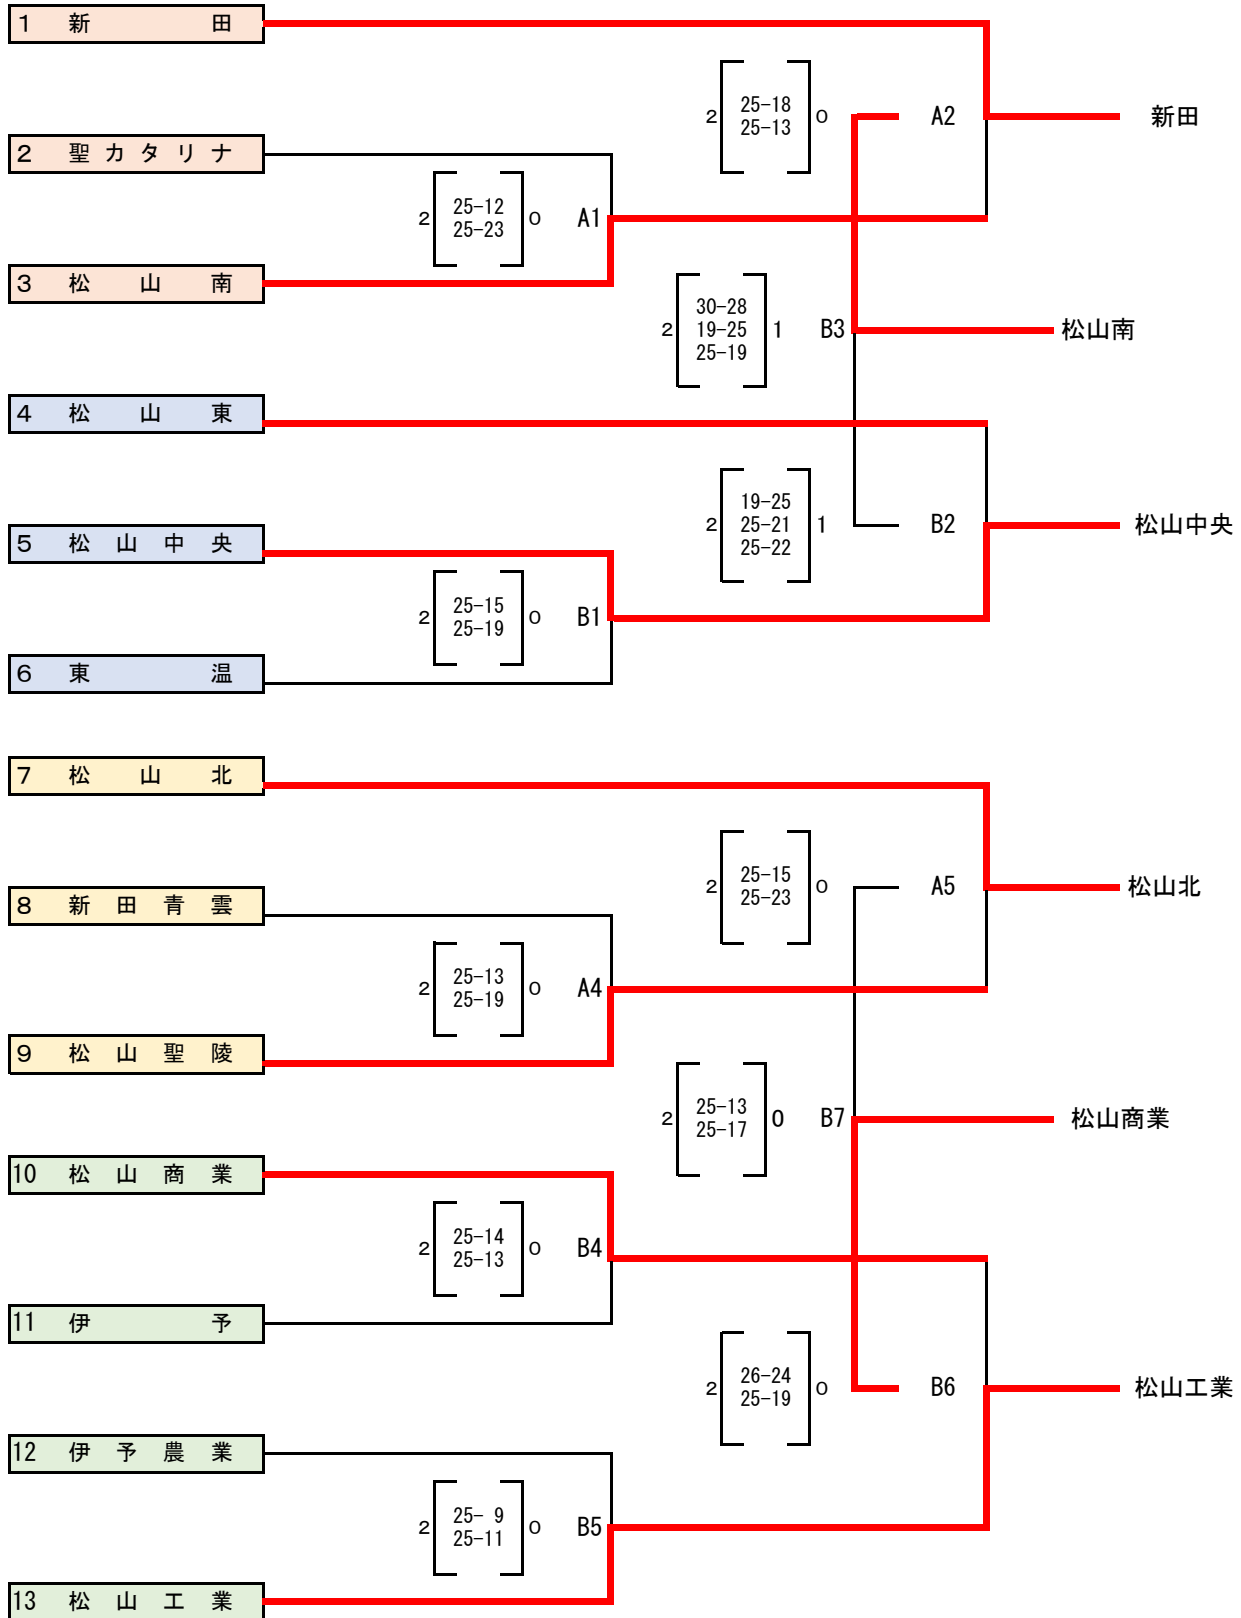 1 新田
2 [25-18 25-13] 0 A2 新田
2 聖カタリナ
2 [25-12 25-23] 0 A1
3 松山南
2 [30-28 19-25 25-19] 1 B3 松山南
4 松山東
2 [19-25 25-21 25-22] 1 B2 松山中央
5 松山中央
2 [25-15 25-19] 0 B1
6 東温
7 松山北
2 [25-15 25-23] 0 A5 松山北
8 新田青雲
2 [25-13 25-19] 0 A4
9 松山聖陵
2 [25-13 25-17] 0 B7 松山商業
10 松山商業
2 [25-14 25-13] 0 B4
11 伊予
2 [26-24 25-19] 0 B6 松山工業
12 伊予農業
2 [25- 9 25-11] 0 B5
13 松山工業